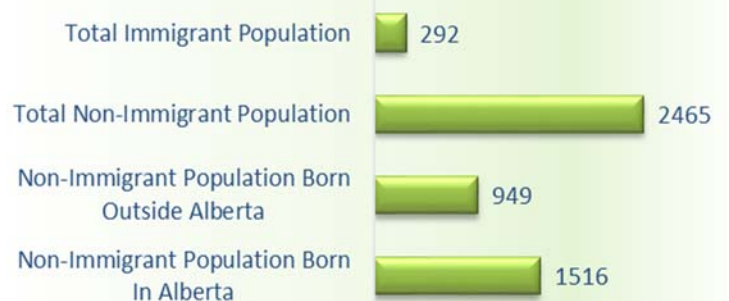 Total Immigrant Population 292
Total Non-Immigrant Population 2465
Non-Immigrant Population Born
Outside Alberta 949
Non-Immigrant Population Born
In Alberta 1516